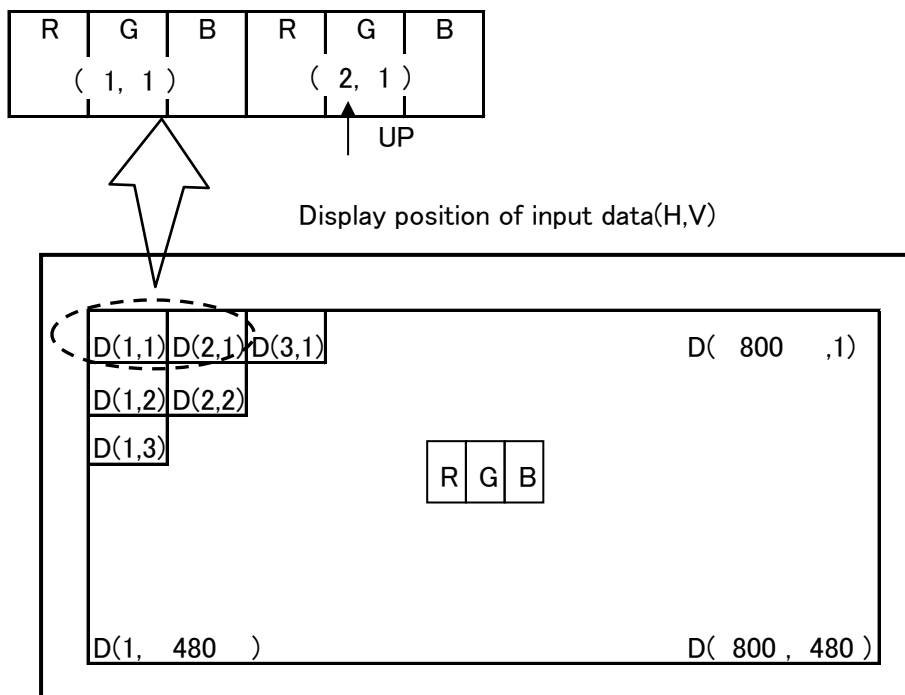 R G B R G B
( 1, 1 ) ( 2, 1 )
UP
Display position of input data(H,V)
D(1,1) D(2,1) D(3,1) D( 800 ,1)
D(1,2) D(2,2)
D(1,3)
R G B
D(1, 480 ) D( 800 , 480 )